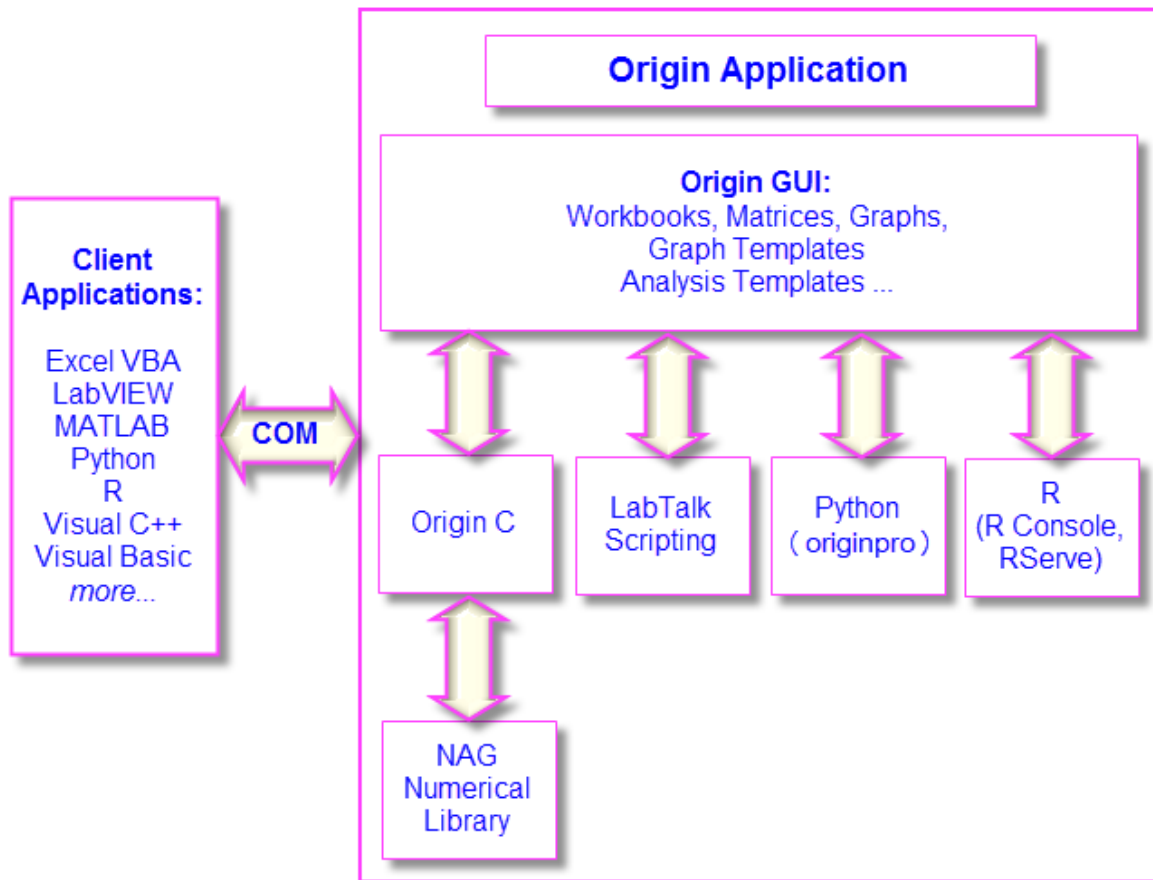 Origin Application
Origin GUI:
Workbooks, Matrices, Graphs,
Graph Templates
Analysis Templates ...
Client
Applications:
Excel VBA
LabVIEW
MATLAB
Python
R
Visual C++
Visual Basic
more...
COM
Origin C
LabTalk
Scripting
Python
（originpro）
R
(R Console,
RServe)
NAG
Numerical
Library